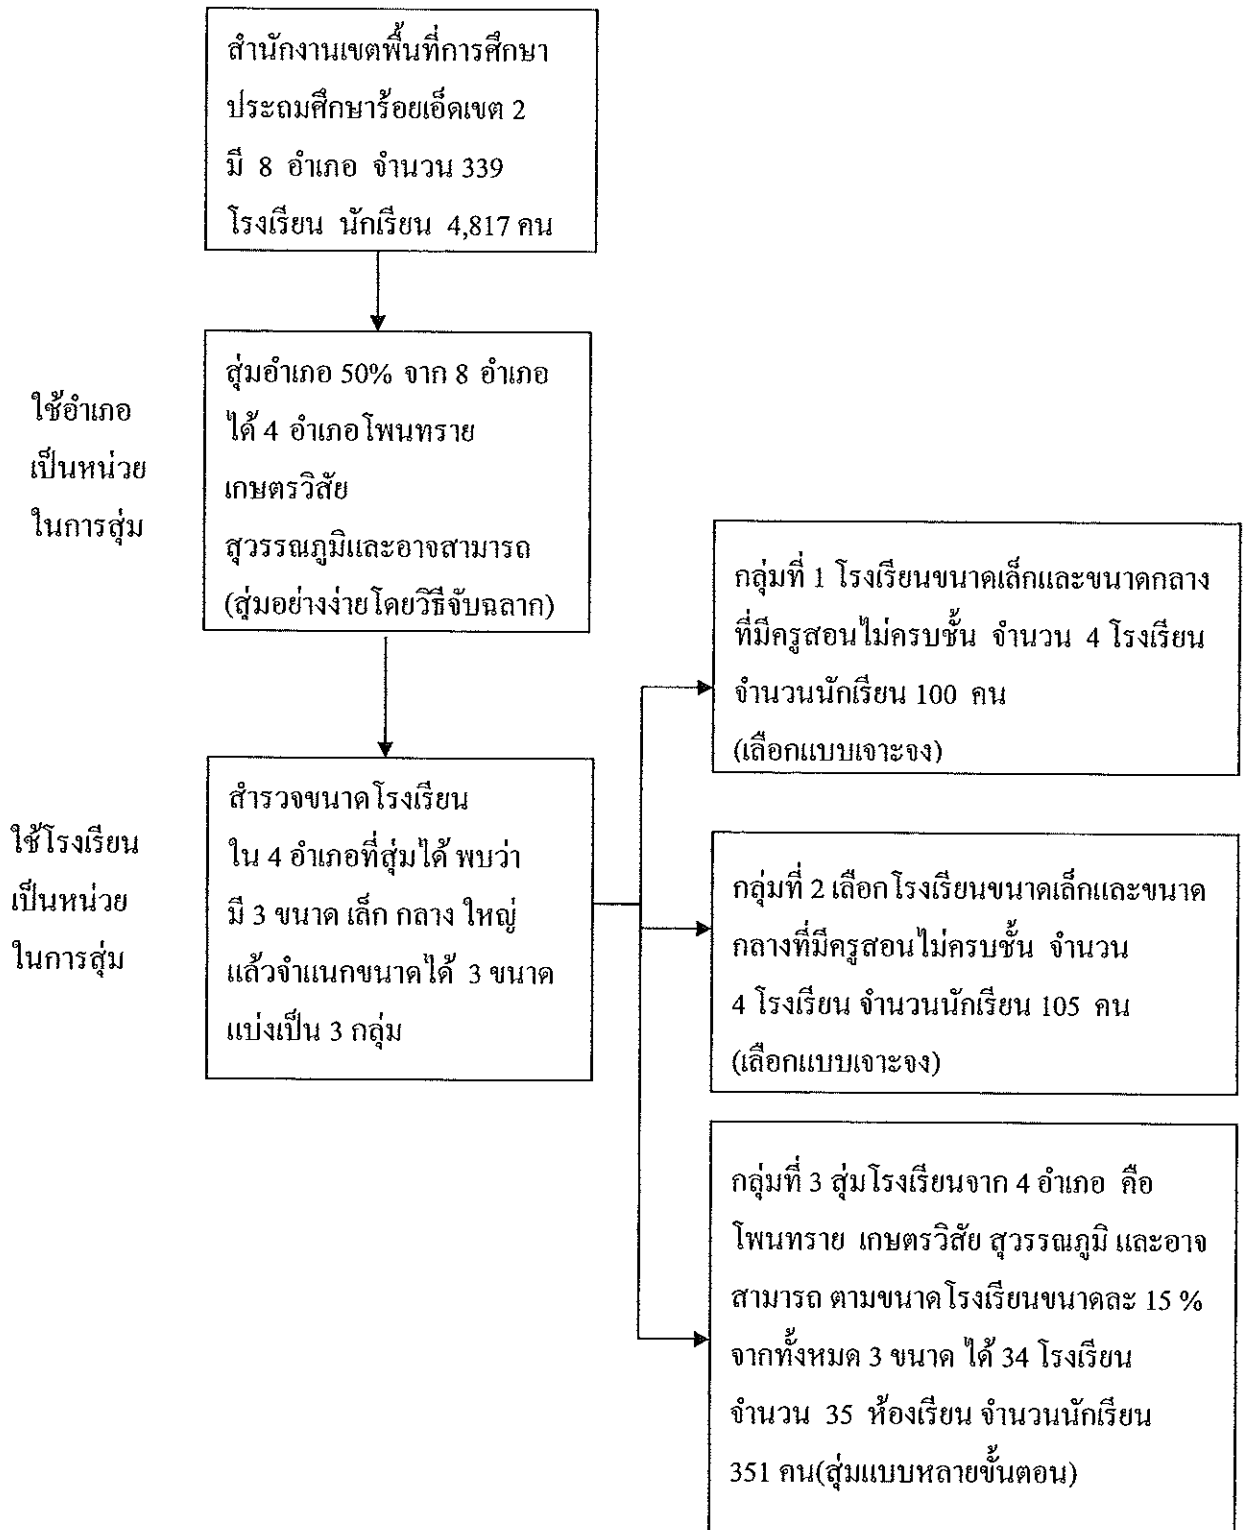 สำนักงานเขตพื้นที่การศึกษา
ประถมศึกษาร้อยเอ็ดเขต 2
มี 8 อำเภอ จำนวน 339
โรงเรียน นักเรียน 4,817 คน
ใช้อำเภอ
เป็นหน่วย
ในการสุ่ม
สุ่มอำเภอ 50% จาก 8 อำเภอ
ได้ 4 อำเภอโพนทราย
เกษตรวิสัย
สุวรรณภูมิและอาจสามารถ
(สุ่มอย่างง่ายโดยวิธีจับฉลาก)
ใช้โรงเรียน
เป็นหน่วย
ในการสุ่ม
สำรวจขนาดโรงเรียน
ใน 4 อำเภอที่สุ่มได้ พบว่า
มี 3 ขนาด เล็ก กลาง ใหญ่
แล้วจำแนกขนาดได้ 3 ขนาด
แบ่งเป็น 3 กลุ่ม
กลุ่มที่ 1 โรงเรียนขนาดเล็กและขนาดกลาง
ที่มีครูสอนไม่ครบชั้น จำนวน 4 โรงเรียน
จำนวนนักเรียน 100 คน
(เลือกแบบเจาะจง)
กลุ่มที่ 2 เลือกโรงเรียนขนาดเล็กและขนาด
กลางที่มีครูสอนไม่ครบชั้น จำนวน
4 โรงเรียน จำนวนนักเรียน 105 คน
(เลือกแบบเจาะจง)
กลุ่มที่ 3 สุ่มโรงเรียนจาก 4 อำเภอ คือ
โพนทราย เกษตรวิสัย สุวรรณภูมิ และอาจ
สามารถ ตามขนาดโรงเรียนขนาดละ 15 %
จากทั้งหมด 3 ขนาด ได้ 34 โรงเรียน
จำนวน 35 ห้องเรียน จำนวนนักเรียน
351 คน(สุ่มแบบหลายขั้นตอน)